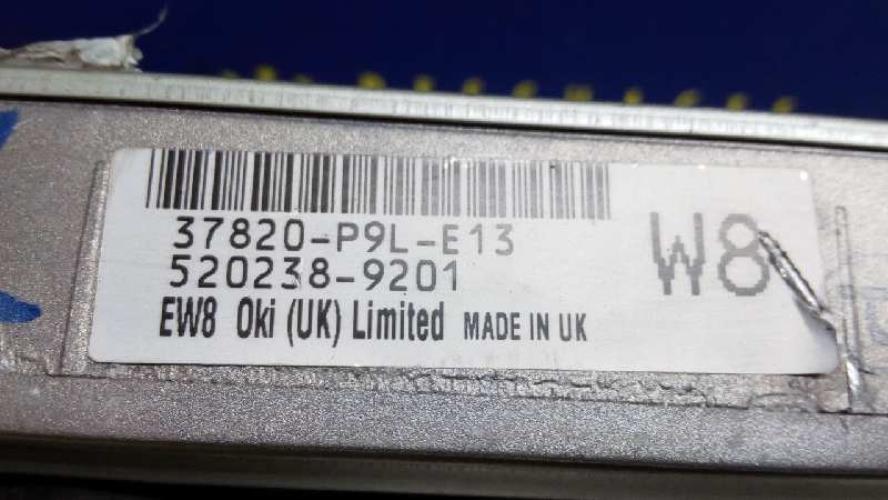 37820-P9L-E13
520238-9201
W8
EW8 Oki (UK) Limited MADE IN UK